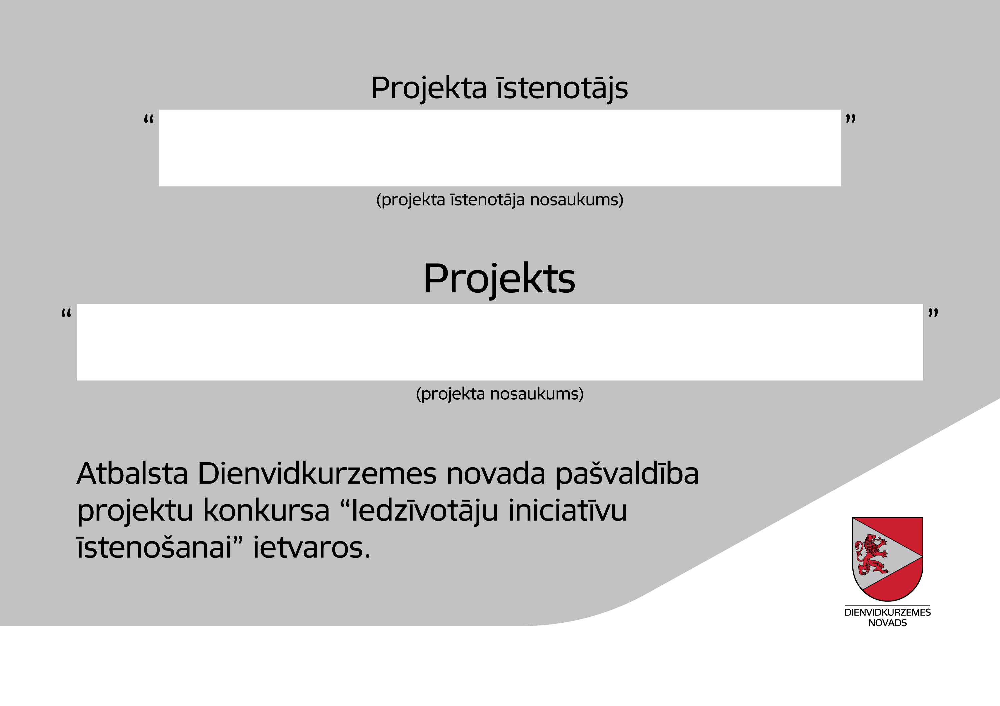 Projekta īstenotājs
“ ”
(projekta īstenotāja nosaukums)
Projekts
“ ”
(projekta nosaukums)
Atbalsta Dienvidkurzemes novada pašvaldība
projektu konkursa “Iedzīvotāju iniciatīvu
īstenošanai” ietvaros.
DIENVIDKURZEMES
NOVADS